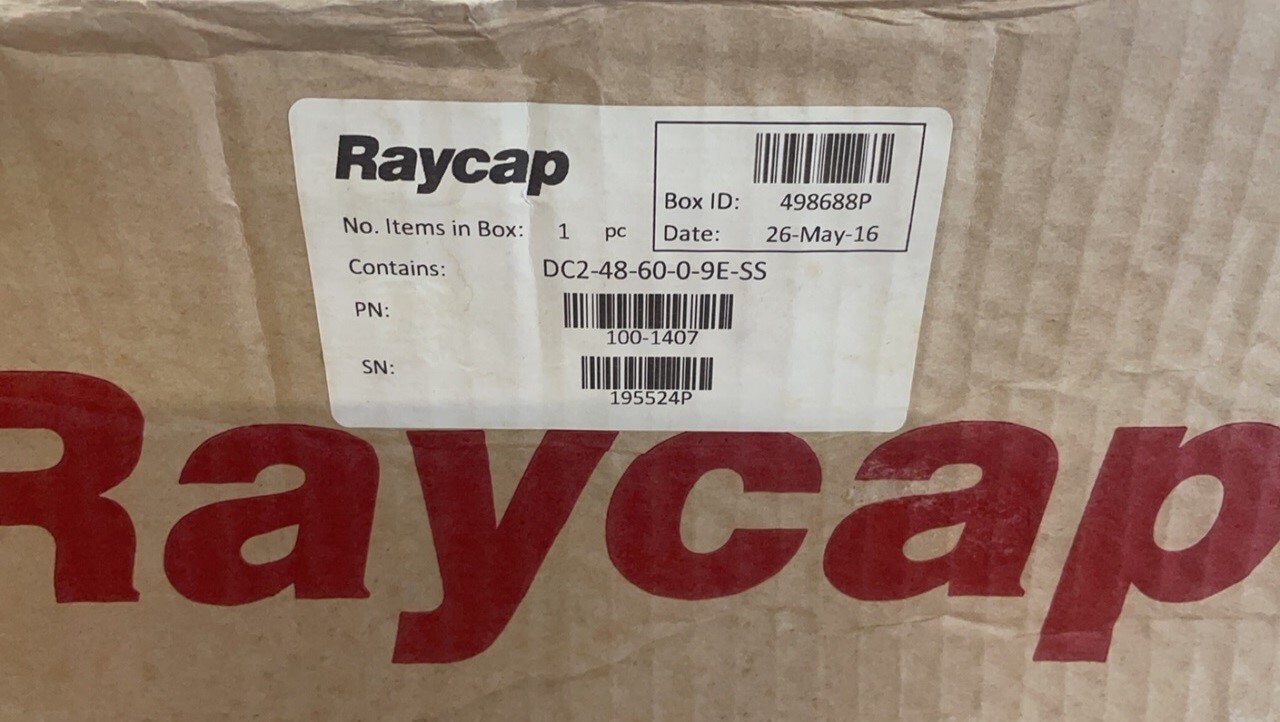 Raycap
Box ID: 498688P
Date: 26-May-16
No. Items in Box: 1 pc
Contains: DC2-48-60-0-9E-SS
PN:
100-1407
SN:
195524P
Raycap